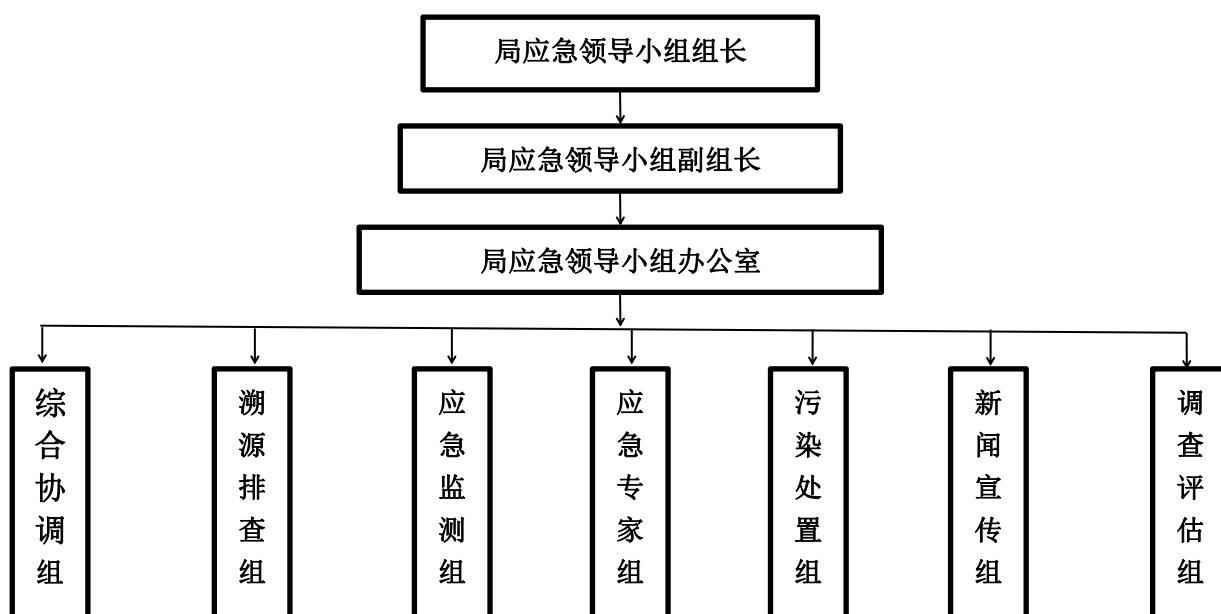 局应急领导小组组长
局应急领导小组副组长
局应急领导小组办公室
综合协调组
溯源排查组
应急监测组
应急专家组
污染处置组
新闻宣传组
调查评估组